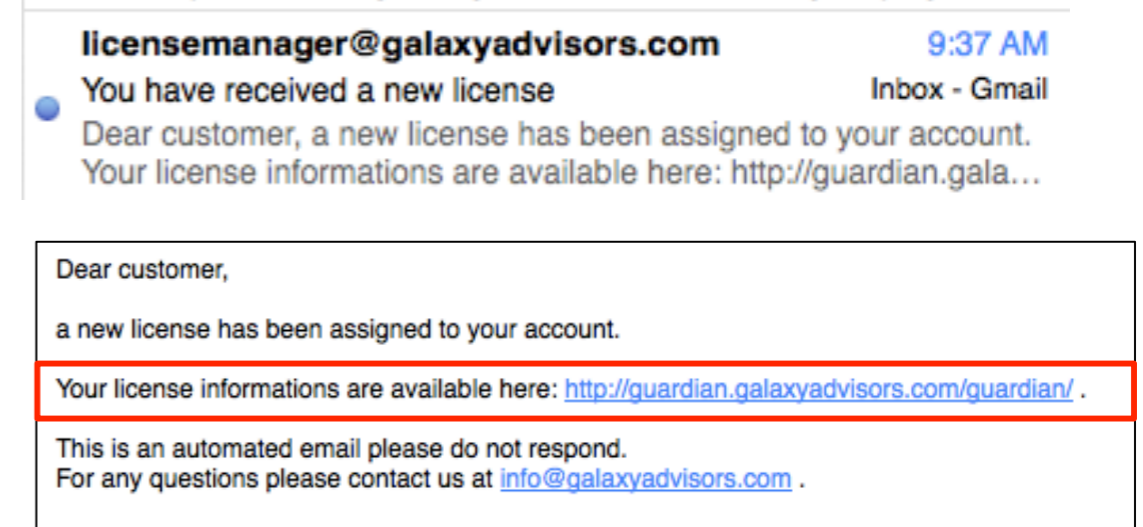 licensemanager@galaxyadvisors.com 9:37 AM
You have received a new license Inbox - Gmail
Dear customer, a new license has been assigned to your account.
Your license informations are available here: http://guardian.gala…
Dear customer,
a new license has been assigned to your account.
Your license informations are available here: http://guardian.galaxyadvisors.com/guardian/ .
This is an automated email please do not respond.
For any questions please contact us at info@galaxyadvisors.com .